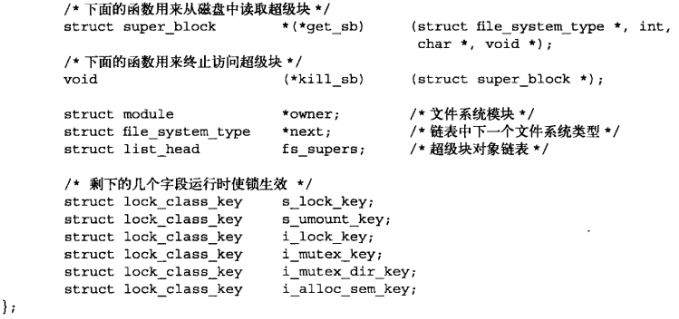 /* 下面的函数用来从磁盘中读取超级块 */
struct super_block *(*get_sb) (struct file_system_type *, int,
char *, void *);
/* 下面的函数用来终止访问超级块 */
void (*kill_sb) (struct super_block *);
struct module *owner; /* 文件系统模块 */
struct file_system_type *next; /* 链表中下一个文件系统类型 */
struct list_head fs_supers; /* 超级块对象链表 */
/* 剩下的几个字段运行时使锁生效 */
struct lock_class_key s_lock_key;
struct lock_class_key s_umount_key;
struct lock_class_key i_lock_key;
struct lock_class_key i_mutex_key;
struct lock_class_key i_mutex_dir_key;
struct lock_class_key i_alloc_sem_key;
};